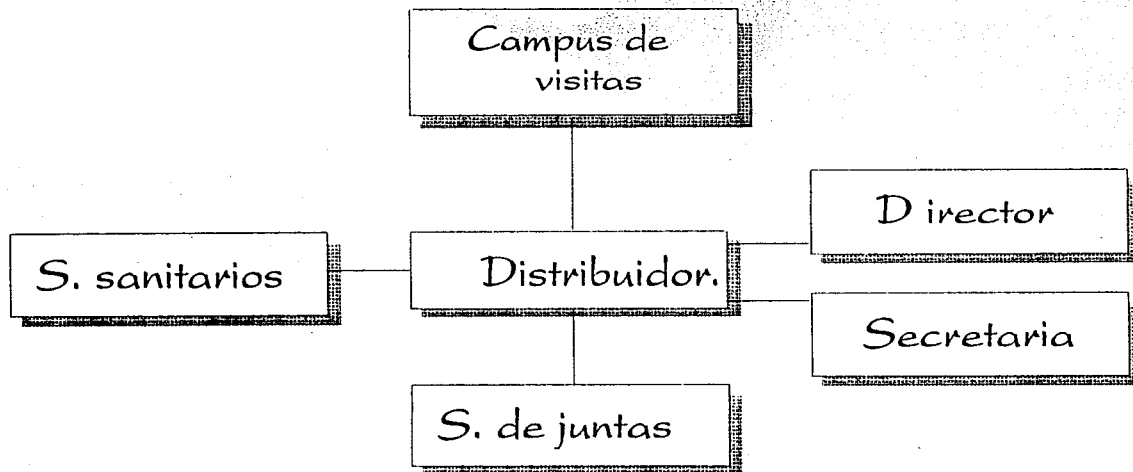 Campus de
visitas
D irector
S. sanitarios
Distribuidor.
Secretaria
S. de juntas